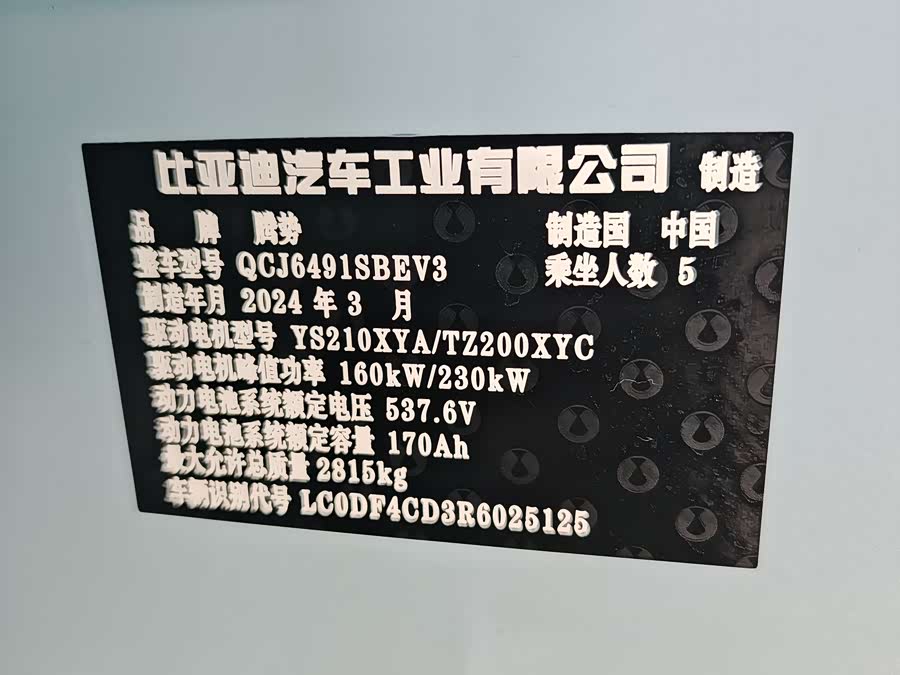 比亚迪汽车工业有限公司 制造
品 牌 腾势 制造国 中国
整车型号 QCJ6491SBEV3 乘坐人数 5
制造年月 2024 年 3 月
驱动电机型号 YS210XYA/TZ200XYC
驱动电机峰值功率 160kW/230kW
动力电池系统额定电压 537.6V
动力电池系统额定容量 170Ah
最大允许总质量 2815kg
车辆识别代号 LC0DF4CD3R6025125